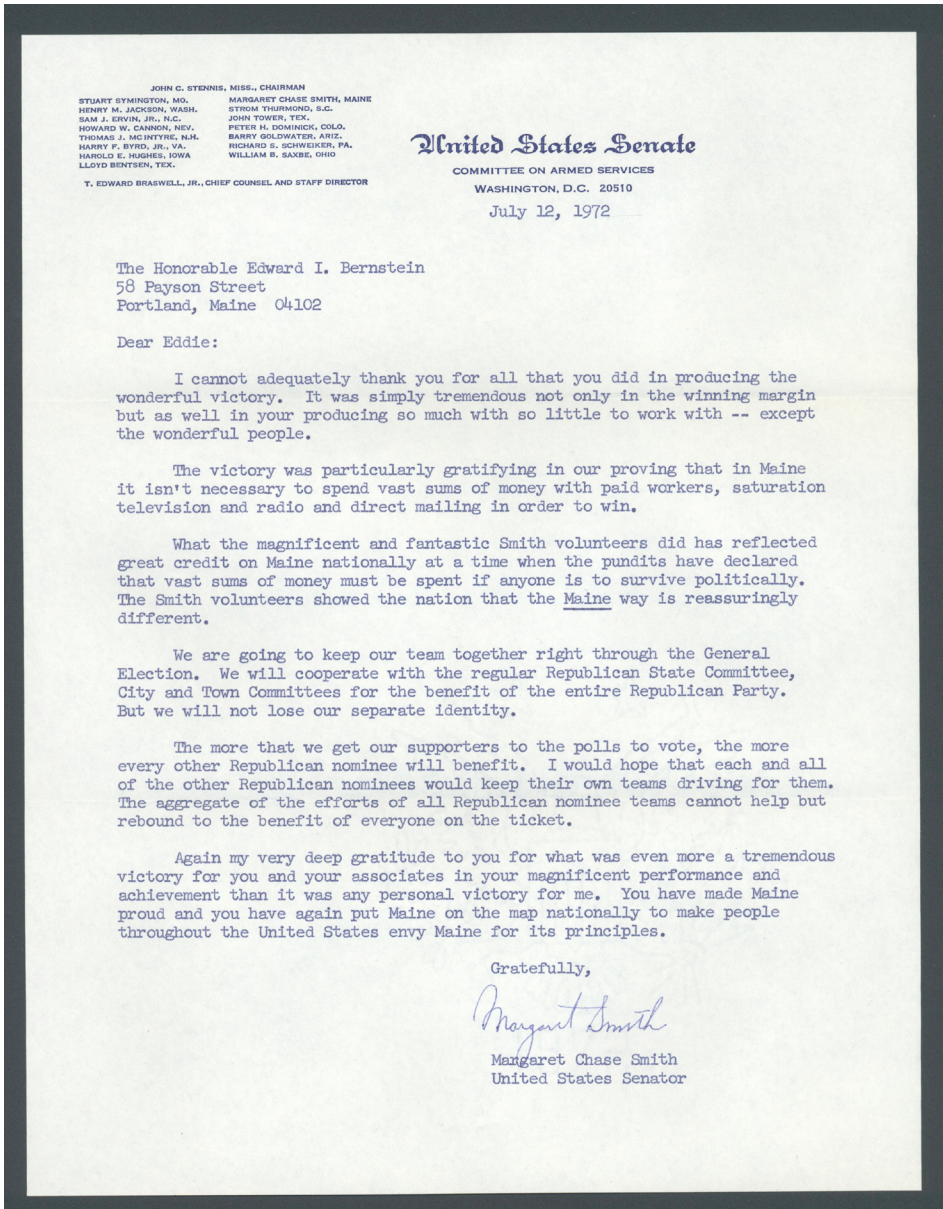 JOHN C. STENNIS, MISS., CHAIRMAN
STUART SYMINGTON, MO.
HENRY M. JACKSON, WASH.
SAM J. ERVIN, JR., N.C.
HOWARD W. CANNON, NEV.
THOMAS J. MC INTYRE, N.H.
HARRY F. BYRD, JR., VA.
HAROLD E. HUGHES, IOWA
LLOYD BENTSEN, TEX.
MARGARET CHASE SMITH, MAINE
STROM THURMOND, S.C.
JOHN TOWER, TEX.
PETER H. DOMINICK, COLO.
BARRY GOLDWATER, ARIZ.
RICHARD S. SCHWEIKER, PA.
WILLIAM B. SAXBE, OHIO
T. EDWARD BRASWELL, JR., CHIEF COUNSEL AND STAFF DIRECTOR
United States Senate
COMMITTEE ON ARMED SERVICES
WASHINGTON, D.C. 20510
July 12, 1972
The Honorable Edward I. Bernstein
58 Payson Street
Portland, Maine 04102
Dear Eddie:
I cannot adequately thank you for all that you did in producing the
wonderful victory. It was simply tremendous not only in the winning margin
but as well in your producing so much with so little to work with -- except
the wonderful people.
The victory was particularly gratifying in our proving that in Maine
it isn't necessary to spend vast sums of money with paid workers, saturation
television and radio and direct mailing in order to win.
What the magnificent and fantastic Smith volunteers did has reflected
great credit on Maine nationally at a time when the pundits have declared
that vast sums of money must be spent if anyone is to survive politically.
The Smith volunteers showed the nation that the Maine way is reassuringly
different.
We are going to keep our team together right through the General
Election. We will cooperate with the regular Republican State Committee,
City and Town Committees for the benefit of the entire Republican Party.
But we will not lose our separate identity.
The more that we get our supporters to the polls to vote, the more
every other Republican nominee will benefit. I would hope that each and all
of the other Republican nominees would keep their own teams driving for them.
The aggregate of the efforts of all Republican nominee teams cannot help but
rebound to the benefit of everyone on the ticket.
Again my very deep gratitude to you for what was even more a tremendous
victory for you and your associates in your magnificent performance and
achievement than it was any personal victory for me. You have made Maine
proud and you have again put Maine on the map nationally to make people
throughout the United States envy Maine for its principles.
Gratefully,
Margaret Smith
Margaret Chase Smith
United States Senator